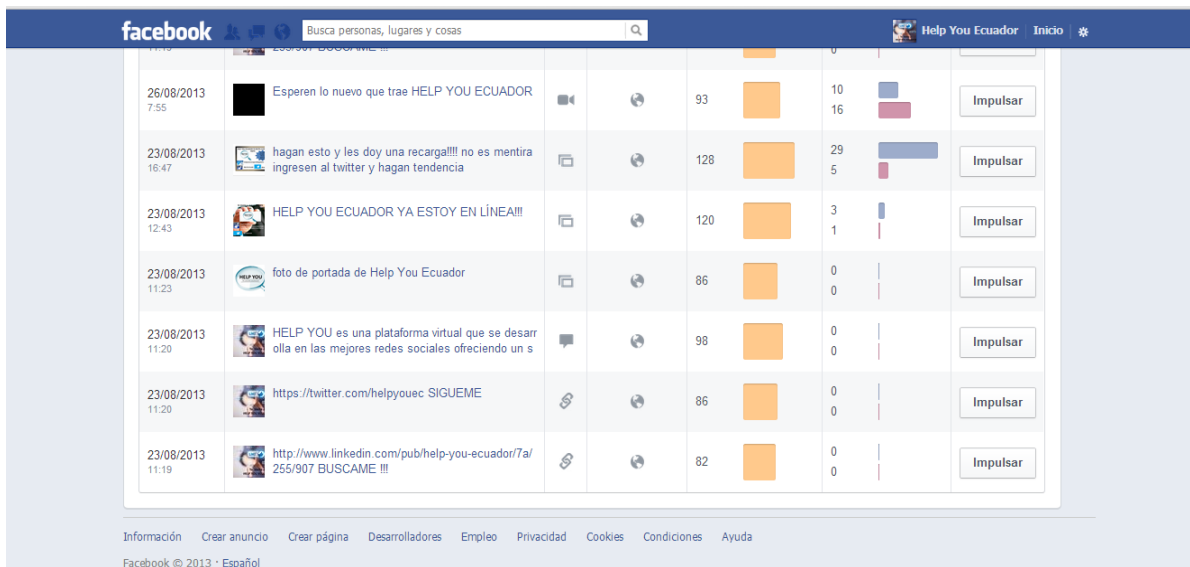 facebook
Busca personas, lugares y cosas
Help You Ecuador Inicio
255/907 BUSCAME !!!
0
26/08/2013
7:55
Esperen lo nuevo que trae HELP YOU ECUADOR
93
10
16
Impulsar
23/08/2013
16:47
hagan esto y les doy una recarga!!!! no es mentira
ingresen al twitter y hagan tendencia
128
29
5
Impulsar
23/08/2013
12:43
HELP YOU ECUADOR YA ESTOY EN LÍNEA!!!
120
3
1
Impulsar
23/08/2013
11:23
HELP YOU
foto de portada de Help You Ecuador
86
0
0
Impulsar
23/08/2013
11:20
HELP YOU es una plataforma virtual que se desarr
olla en las mejores redes sociales ofreciendo un s
98
0
0
Impulsar
23/08/2013
11:20
https://twitter.com/helpyouec SIGUEME
86
0
0
Impulsar
23/08/2013
11:19
http://www.linkedin.com/pub/help-you-ecuador/7a/
255/907 BUSCAME !!!
82
0
0
Impulsar
Información Crear anuncio Crear página Desarrolladores Empleo Privacidad Cookies Condiciones Ayuda
Facebook © 2013 · Español